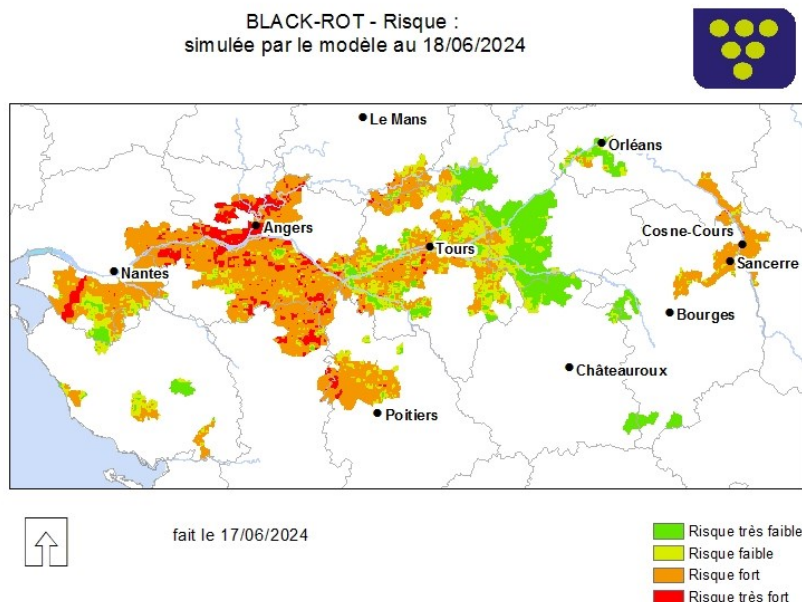 BLACK-ROT - Risque :
simulée par le modèle au 18/06/2024
Le Mans
Orléans
Angers
Cosne-Cours
Tours
Sancerre
Nantes
Bourges
Châteauroux
Poitiers
fait le 17/06/2024
Risque très faible
Risque faible
Risque fort
Risque très fort